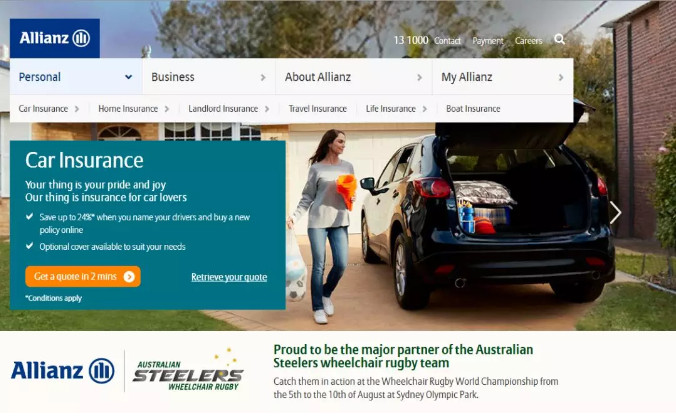 Allianz
13 1000 Contact Payment Careers
Personal Business About Allianz My Allianz
Car Insurance Home Insurance Landlord Insurance Travel Insurance Life Insurance Boat Insurance
Car Insurance
Your thing is your pride and joy
Our thing is insurance for car lovers
Save up to 24%* when you name your drivers and buy a new
policy online
Optional cover available to suit your needs
Get a quote in 2 mins Retrieve your quote
*Conditions apply
Allianz
AUSTRALIAN
STEELERS
WHEELCHAIR RUGBY
Proud to be the major partner of the Australian
Steelers wheelchair rugby team
Catch them in action at the Wheelchair Rugby World Championship from
the 5th to the 10th of August at Sydney Olympic Park.